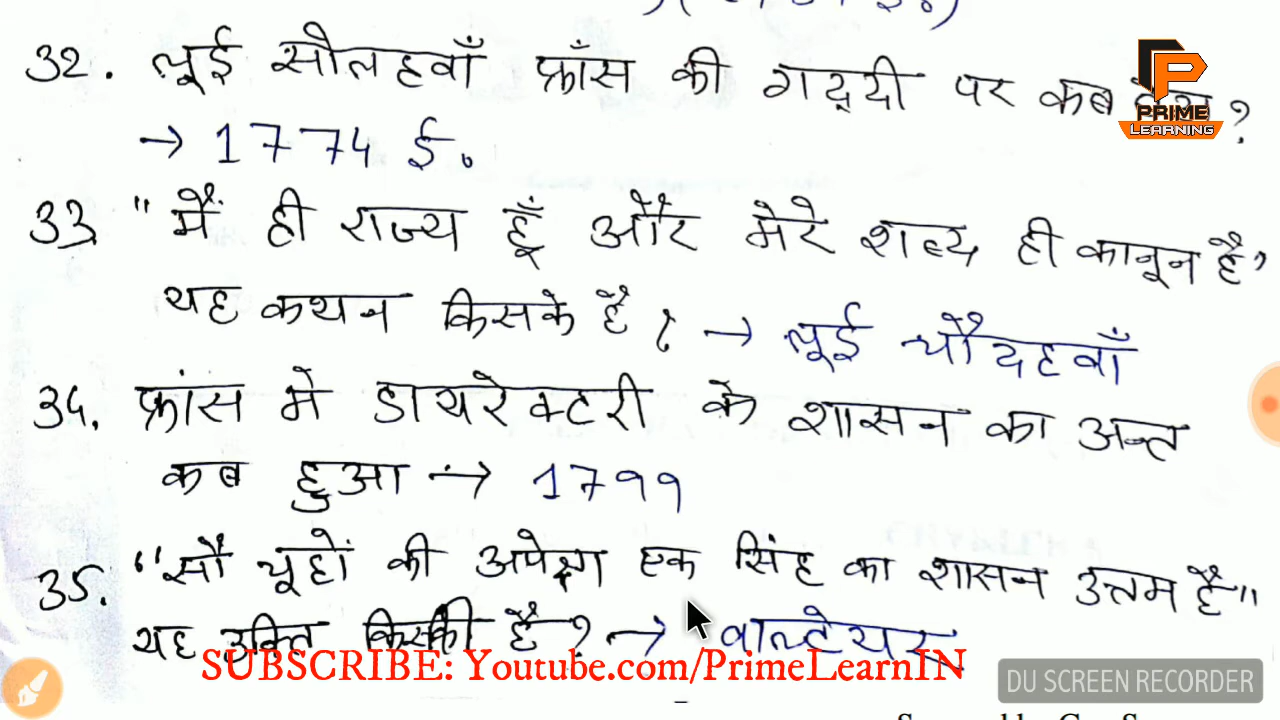 32. लूई सौलहवाँ फ्राँस की गद्दी पर कब ?
PRIME
LEARNING
→ 1774 ई.
33 "मैं ही राज्य हूँ और मेरे शब्द ही कानून है"
यह कथन किसके है ? → लूई चौदहवाँ
34. फ्रांस मे डायरेक्टरी के शासन का अन्त
कब हुआ → 1799
35. "सौ चूहों की अपेक्षा एक सिंह का शासन उत्तम है"
यह उक्ति किसकी है ? → वाल्टेयर
SUBSCRIBE: Youtube.com/PrimeLearnIN
DU SCREEN RECORDER